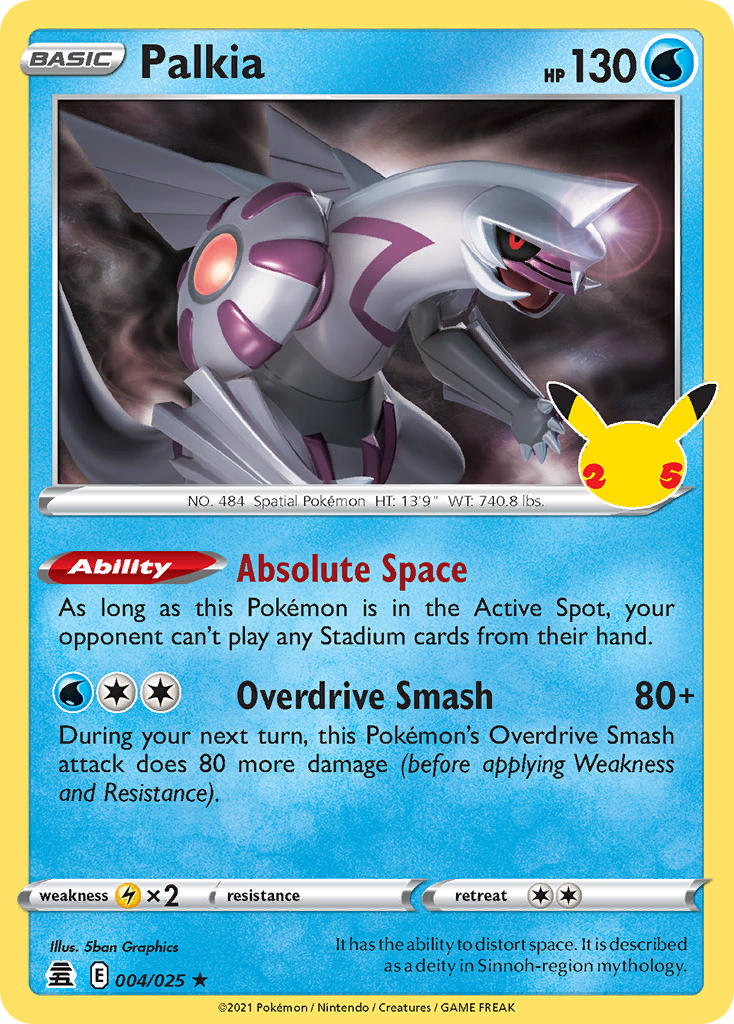 BASIC Palkia HP 130
25
NO. 484 Spatial Pokémon HT: 13'9" WT: 740.8 lbs.
Ability Absolute Space
As long as this Pokémon is in the Active Spot, your
opponent can't play any Stadium cards from their hand.
Overdrive Smash 80+
During your next turn, this Pokémon's Overdrive Smash
attack does 80 more damage (before applying Weakness
and Resistance).
weakness ×2 resistance retreat
Illus. 5ban Graphics
It has the ability to distort space. It is described
as a deity in Sinnoh-region mythology.
E 004/025 ★
©2021 Pokémon / Nintendo / Creatures / GAME FREAK